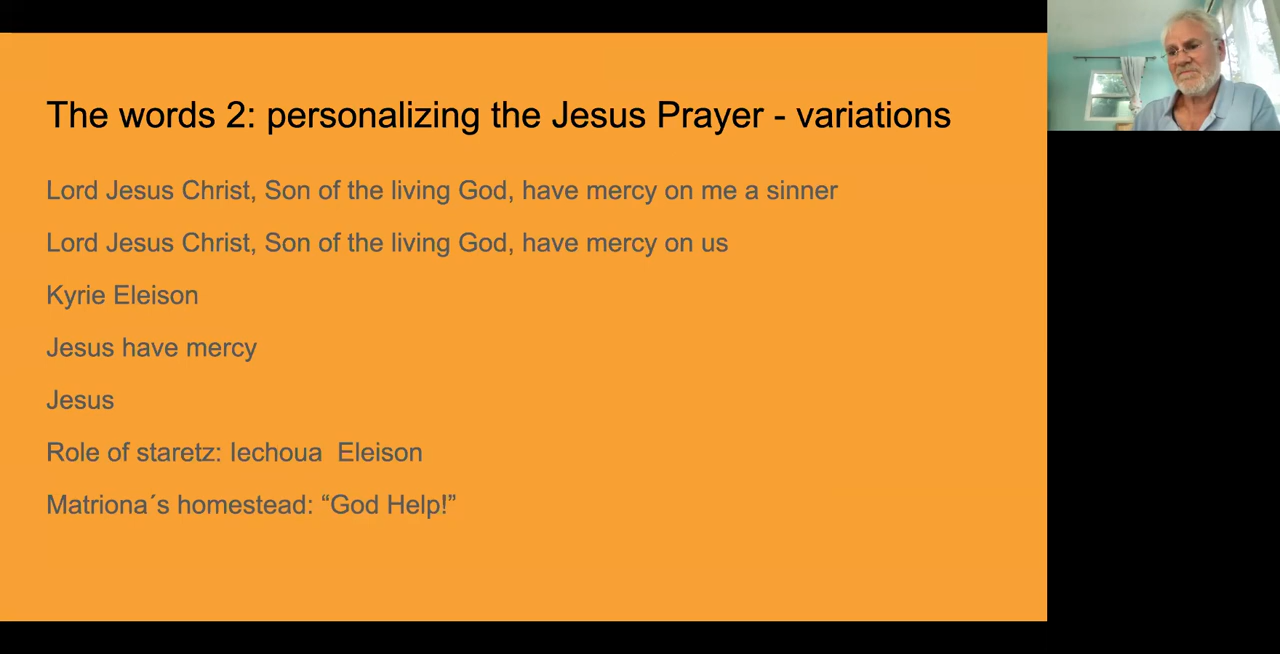 The words 2: personalizing the Jesus Prayer - variations
Lord Jesus Christ, Son of the living God, have mercy on me a sinner
Lord Jesus Christ, Son of the living God, have mercy on us
Kyrie Eleison
Jesus have mercy
Jesus
Role of staretz: Iechoua  Eleison
Matriona´s homestead: “God Help!”